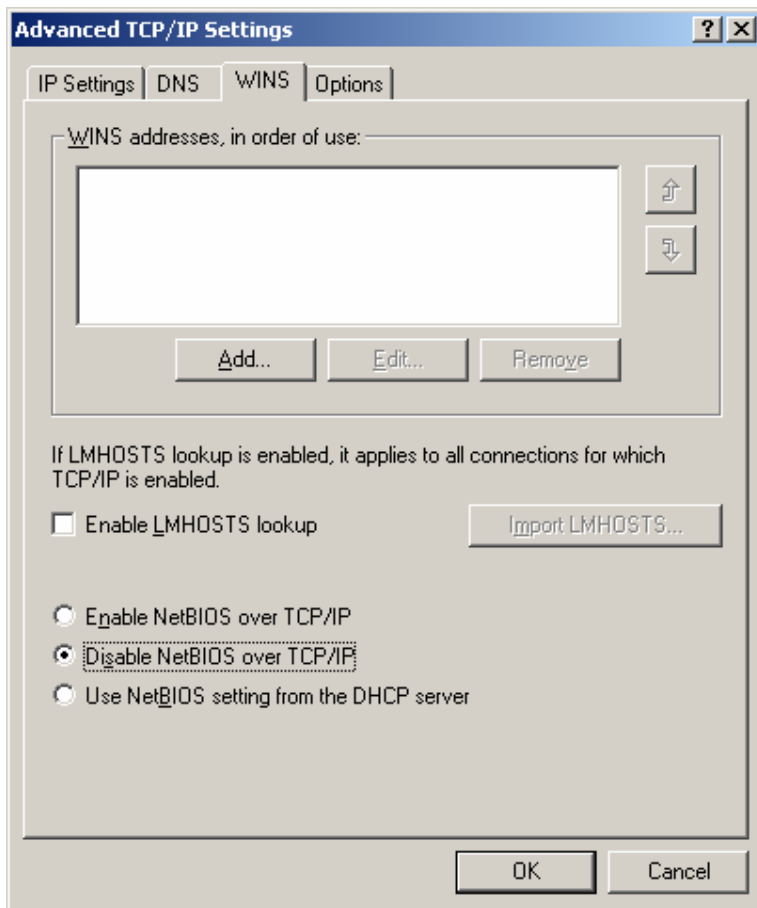 Advanced TCP/IP Settings
IP Settings DNS WINS Options
WINS addresses, in order of use:
Add... Edit... Remove
If LMHOSTS lookup is enabled, it applies to all connections for which
TCP/IP is enabled.
Enable LMHOSTS lookup Import LMHOSTS...
Enable NetBIOS over TCP/IP
Disable NetBIOS over TCP/IP
Use NetBIOS setting from the DHCP server
OK Cancel